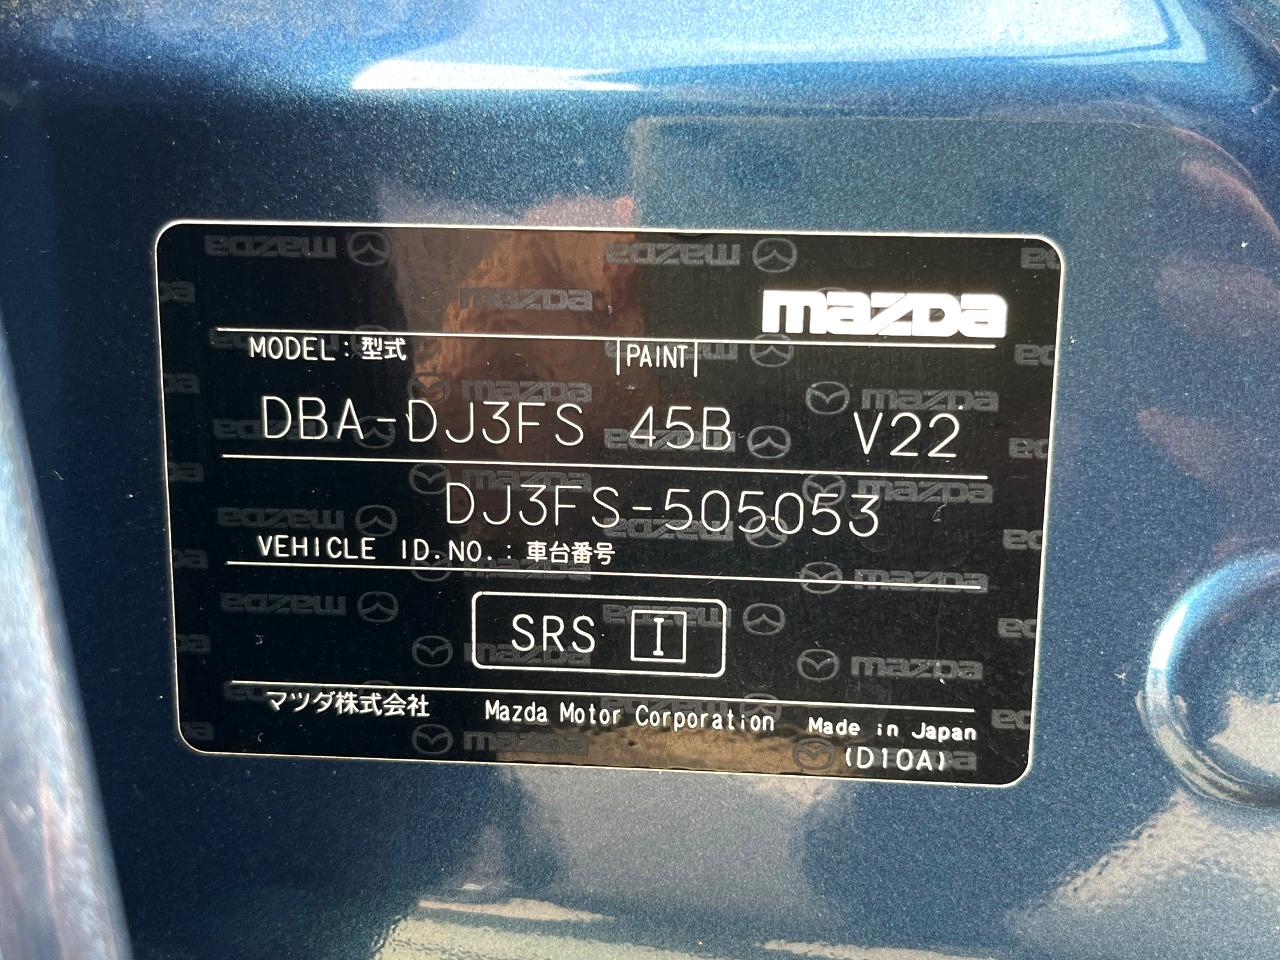 mazda
MODEL : 型式 PAINT
DBA-DJ3FS 45B V22
DJ3FS-505053
VEHICLE ID.NO. : 車台番号
SRS I
マツダ株式会社 Mazda Motor Corporation Made in Japan
(D10A)